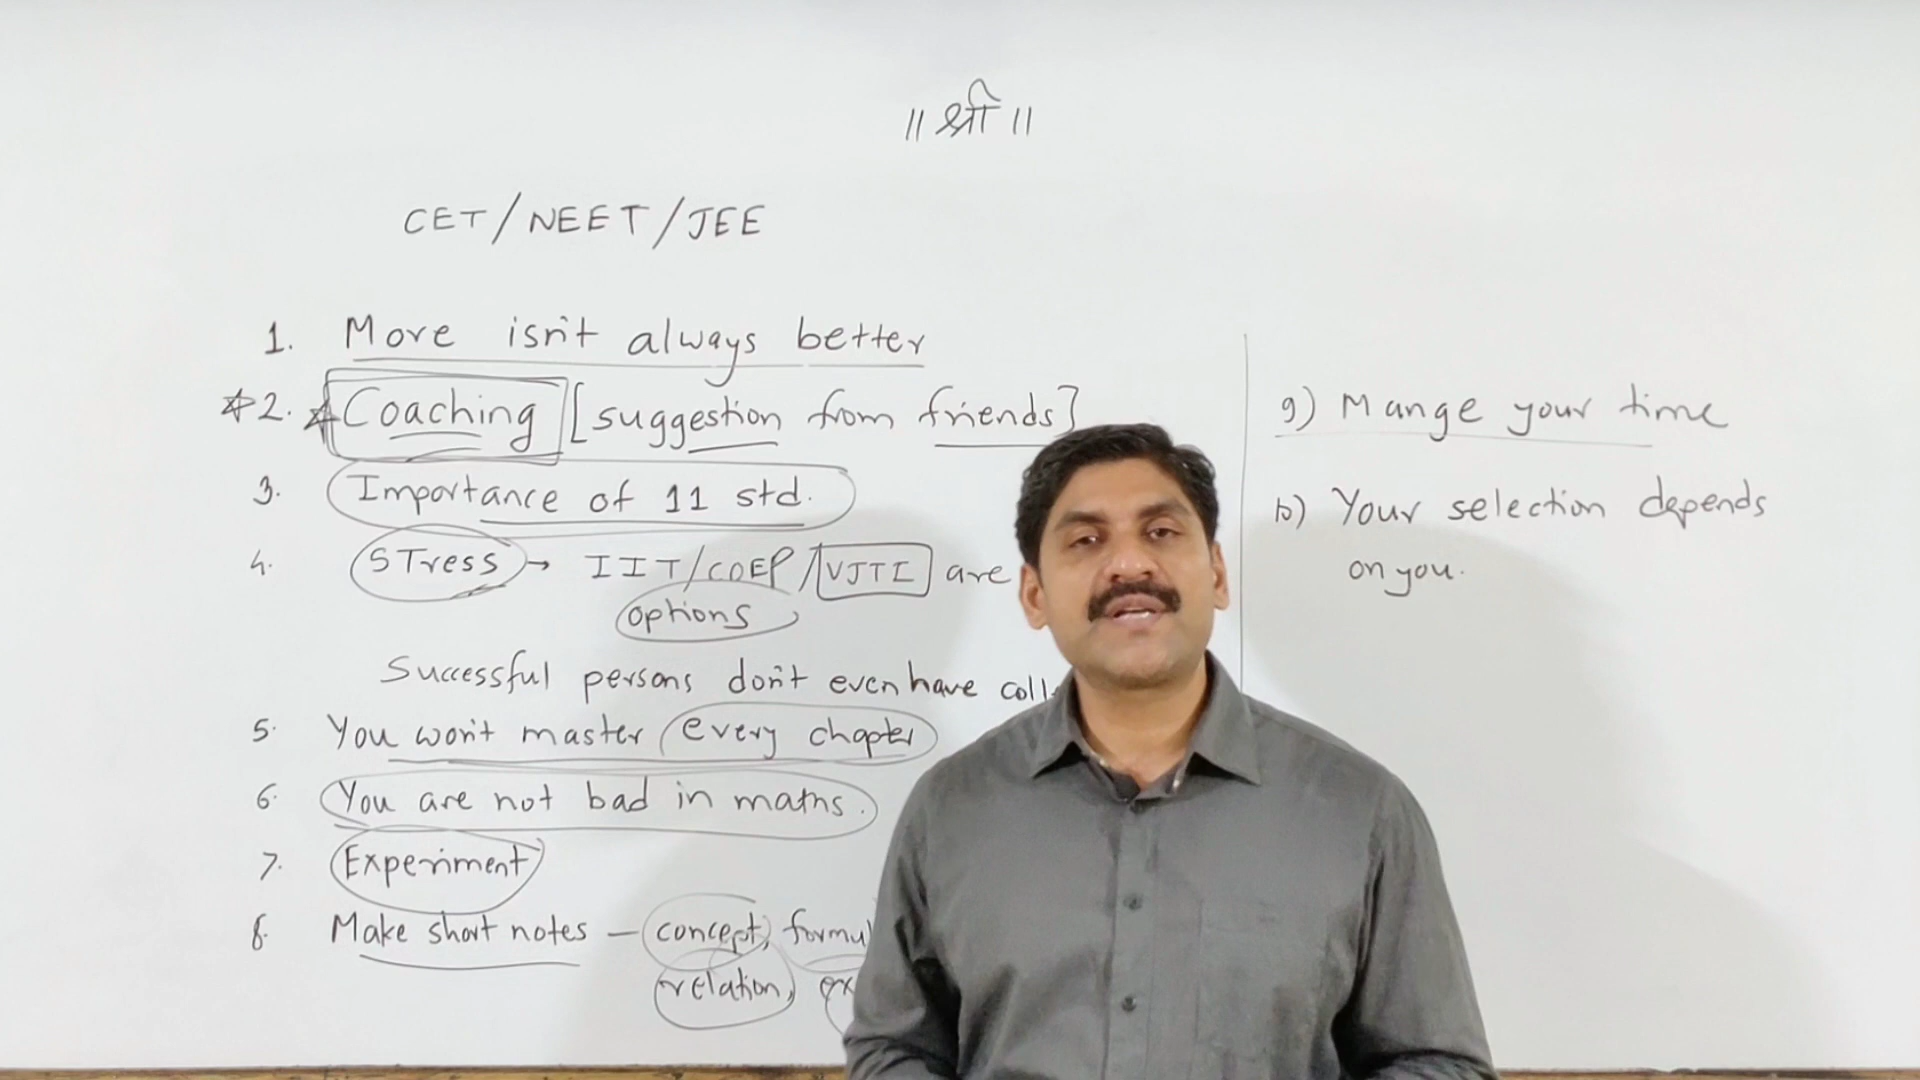 ॥ श्री ॥
CET/NEET/JEE
1. More isn't always better
2. Coaching [suggestion from friends]
3. Importance of 11 std.
4. STress → IIT/COEP/VJTI are
options
Successful persons don't even have
5. You won't master every chapter
6. You are not bad in maths.
7. Experiment
8. Make short notes — concept,
relation,
9) Mange your time
10) Your selection depends
on you.